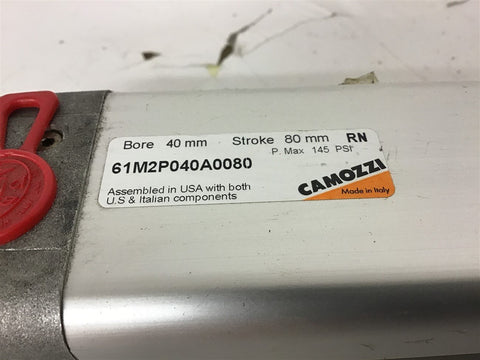 Bore 40 mm Stroke 80 mm RN
P. Max 145 PSI
61M2P040A0080
Assembled in USA with both
U.S & Italian components
CAMOZZI
Made in Italy